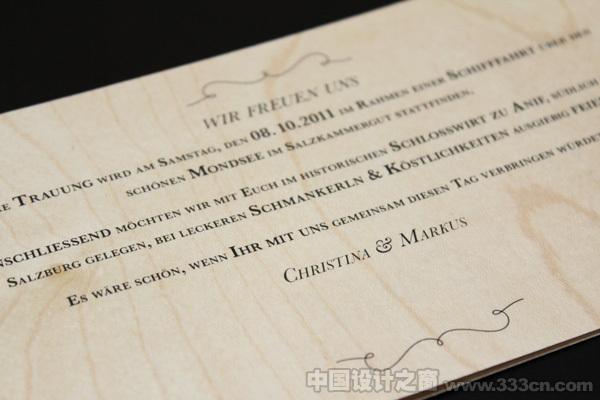 WIR FREUEN UNS
TRAUUNG WIRD AM SAMSTAG, DEN 08.10.2011 IM RAHMEN EINER SCHIFFFAHRT ÜBER DEN
SCHÖNEN MONDSEE IM SALZKAMMERGUT STATTFINDEN.
NSCHLIESSEND MÖCHTEN WIR MIT EUCH IM HISTORISCHEN SCHLOSSWIRT ZU ANIF, SÜDLICH
SALZBURG GELEGEN, BEI LECKEREN SCHMANKERLN & KÖSTLICHKEITEN AUSGIEBIG FEIE
ES WÄRE SCHÖN, WENN IHR MIT UNS GEMEINSAM DIESEN TAG VERBRINGEN WÜRDE
CHRISTINA & MARKUS
中国设计之窗 www.333cn.com